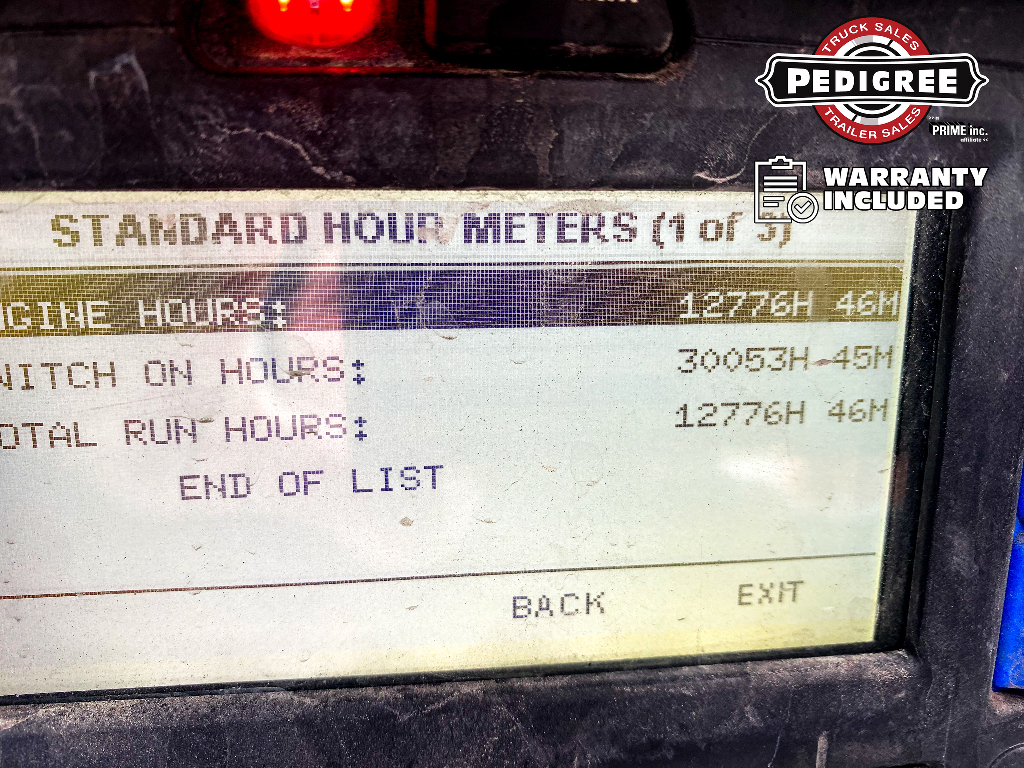 TRUCK SALES
PEDIGREE
TRAILER SALES
PRIME inc.
affiliate
WARRANTY
INCLUDED
STANDARD HOUR METERS (1 of 3)
GINE HOURS: 12776H 46M
WITCH ON HOURS: 30053H 45M
OTAL RUN HOURS: 12776H 46M
END OF LIST
BACK EXIT